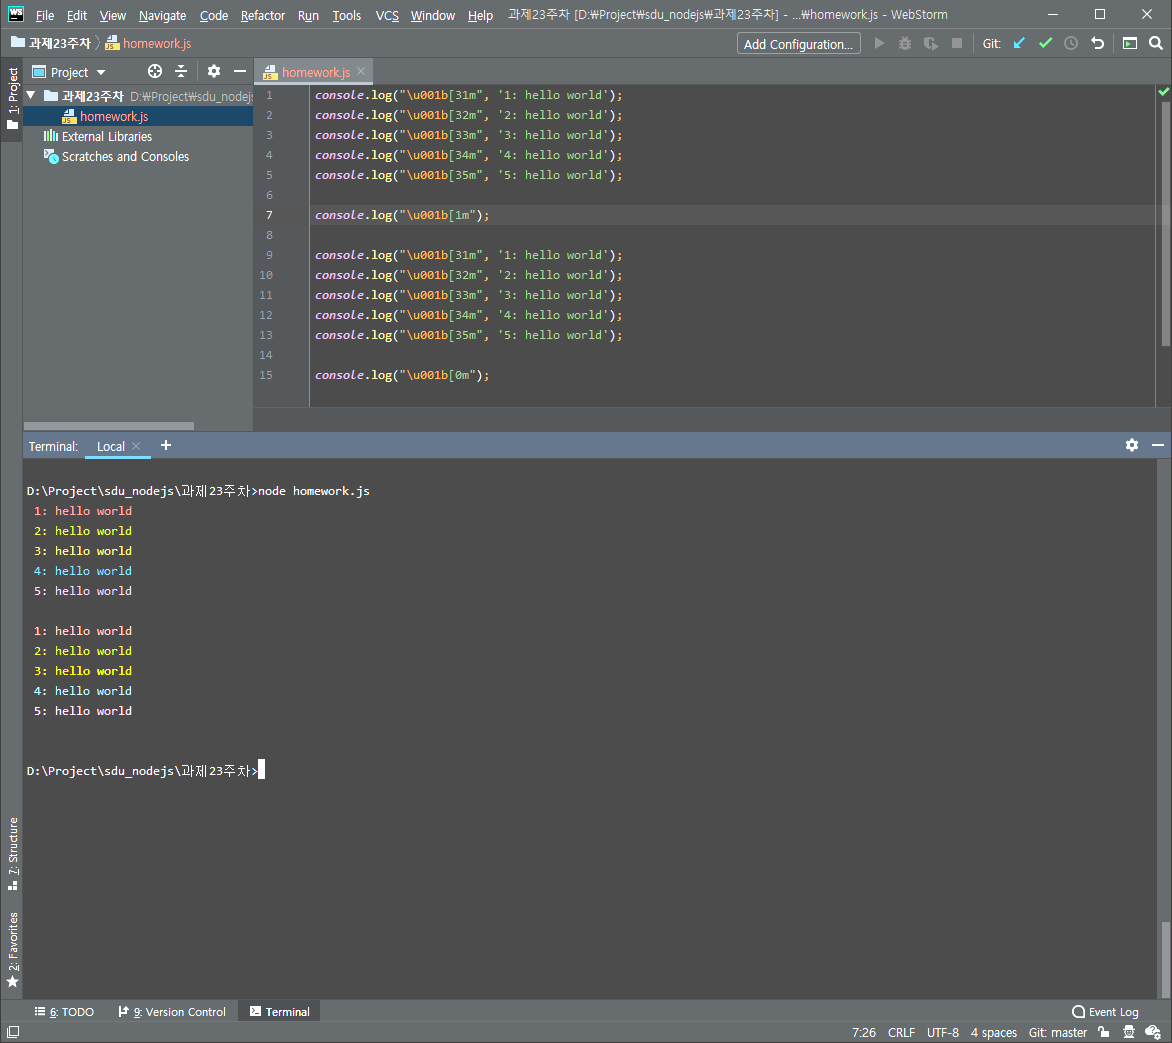 WS File Edit View Navigate Code Refactor Run Tools VCS Window Help 과제23주차 [D:₩Project₩sdu_nodejs₩과제23주차] - ...₩homework.js - WebStorm
과제23주차 JS homework.js Add Configuration... Git:
1: Project
Project
homework.js
과제23주차 D:₩Project₩sdu_nodejs
homework.js
External Libraries
Scratches and Consoles
1 console.log("\u001b[31m", '1: hello world');
2 console.log("\u001b[32m", '2: hello world');
3 console.log("\u001b[33m", '3: hello world');
4 console.log("\u001b[34m", '4: hello world');
5 console.log("\u001b[35m", '5: hello world');
6
7 console.log("\u001b[1m");
8
9 console.log("\u001b[31m", '1: hello world');
10 console.log("\u001b[32m", '2: hello world');
11 console.log("\u001b[33m", '3: hello world');
12 console.log("\u001b[34m", '4: hello world');
13 console.log("\u001b[35m", '5: hello world');
14
15 console.log("\u001b[0m");
Terminal: Local
D:\Project\sdu_nodejs\과제23주차>node homework.js
1: hello world
2: hello world
3: hello world
4: hello world
5: hello world
1: hello world
2: hello world
3: hello world
4: hello world
5: hello world
D:\Project\sdu_nodejs\과제23주차>
7: Structure
2: Favorites
6: TODO 9: Version Control Terminal Event Log
7:26 CRLF UTF-8 4 spaces Git: master